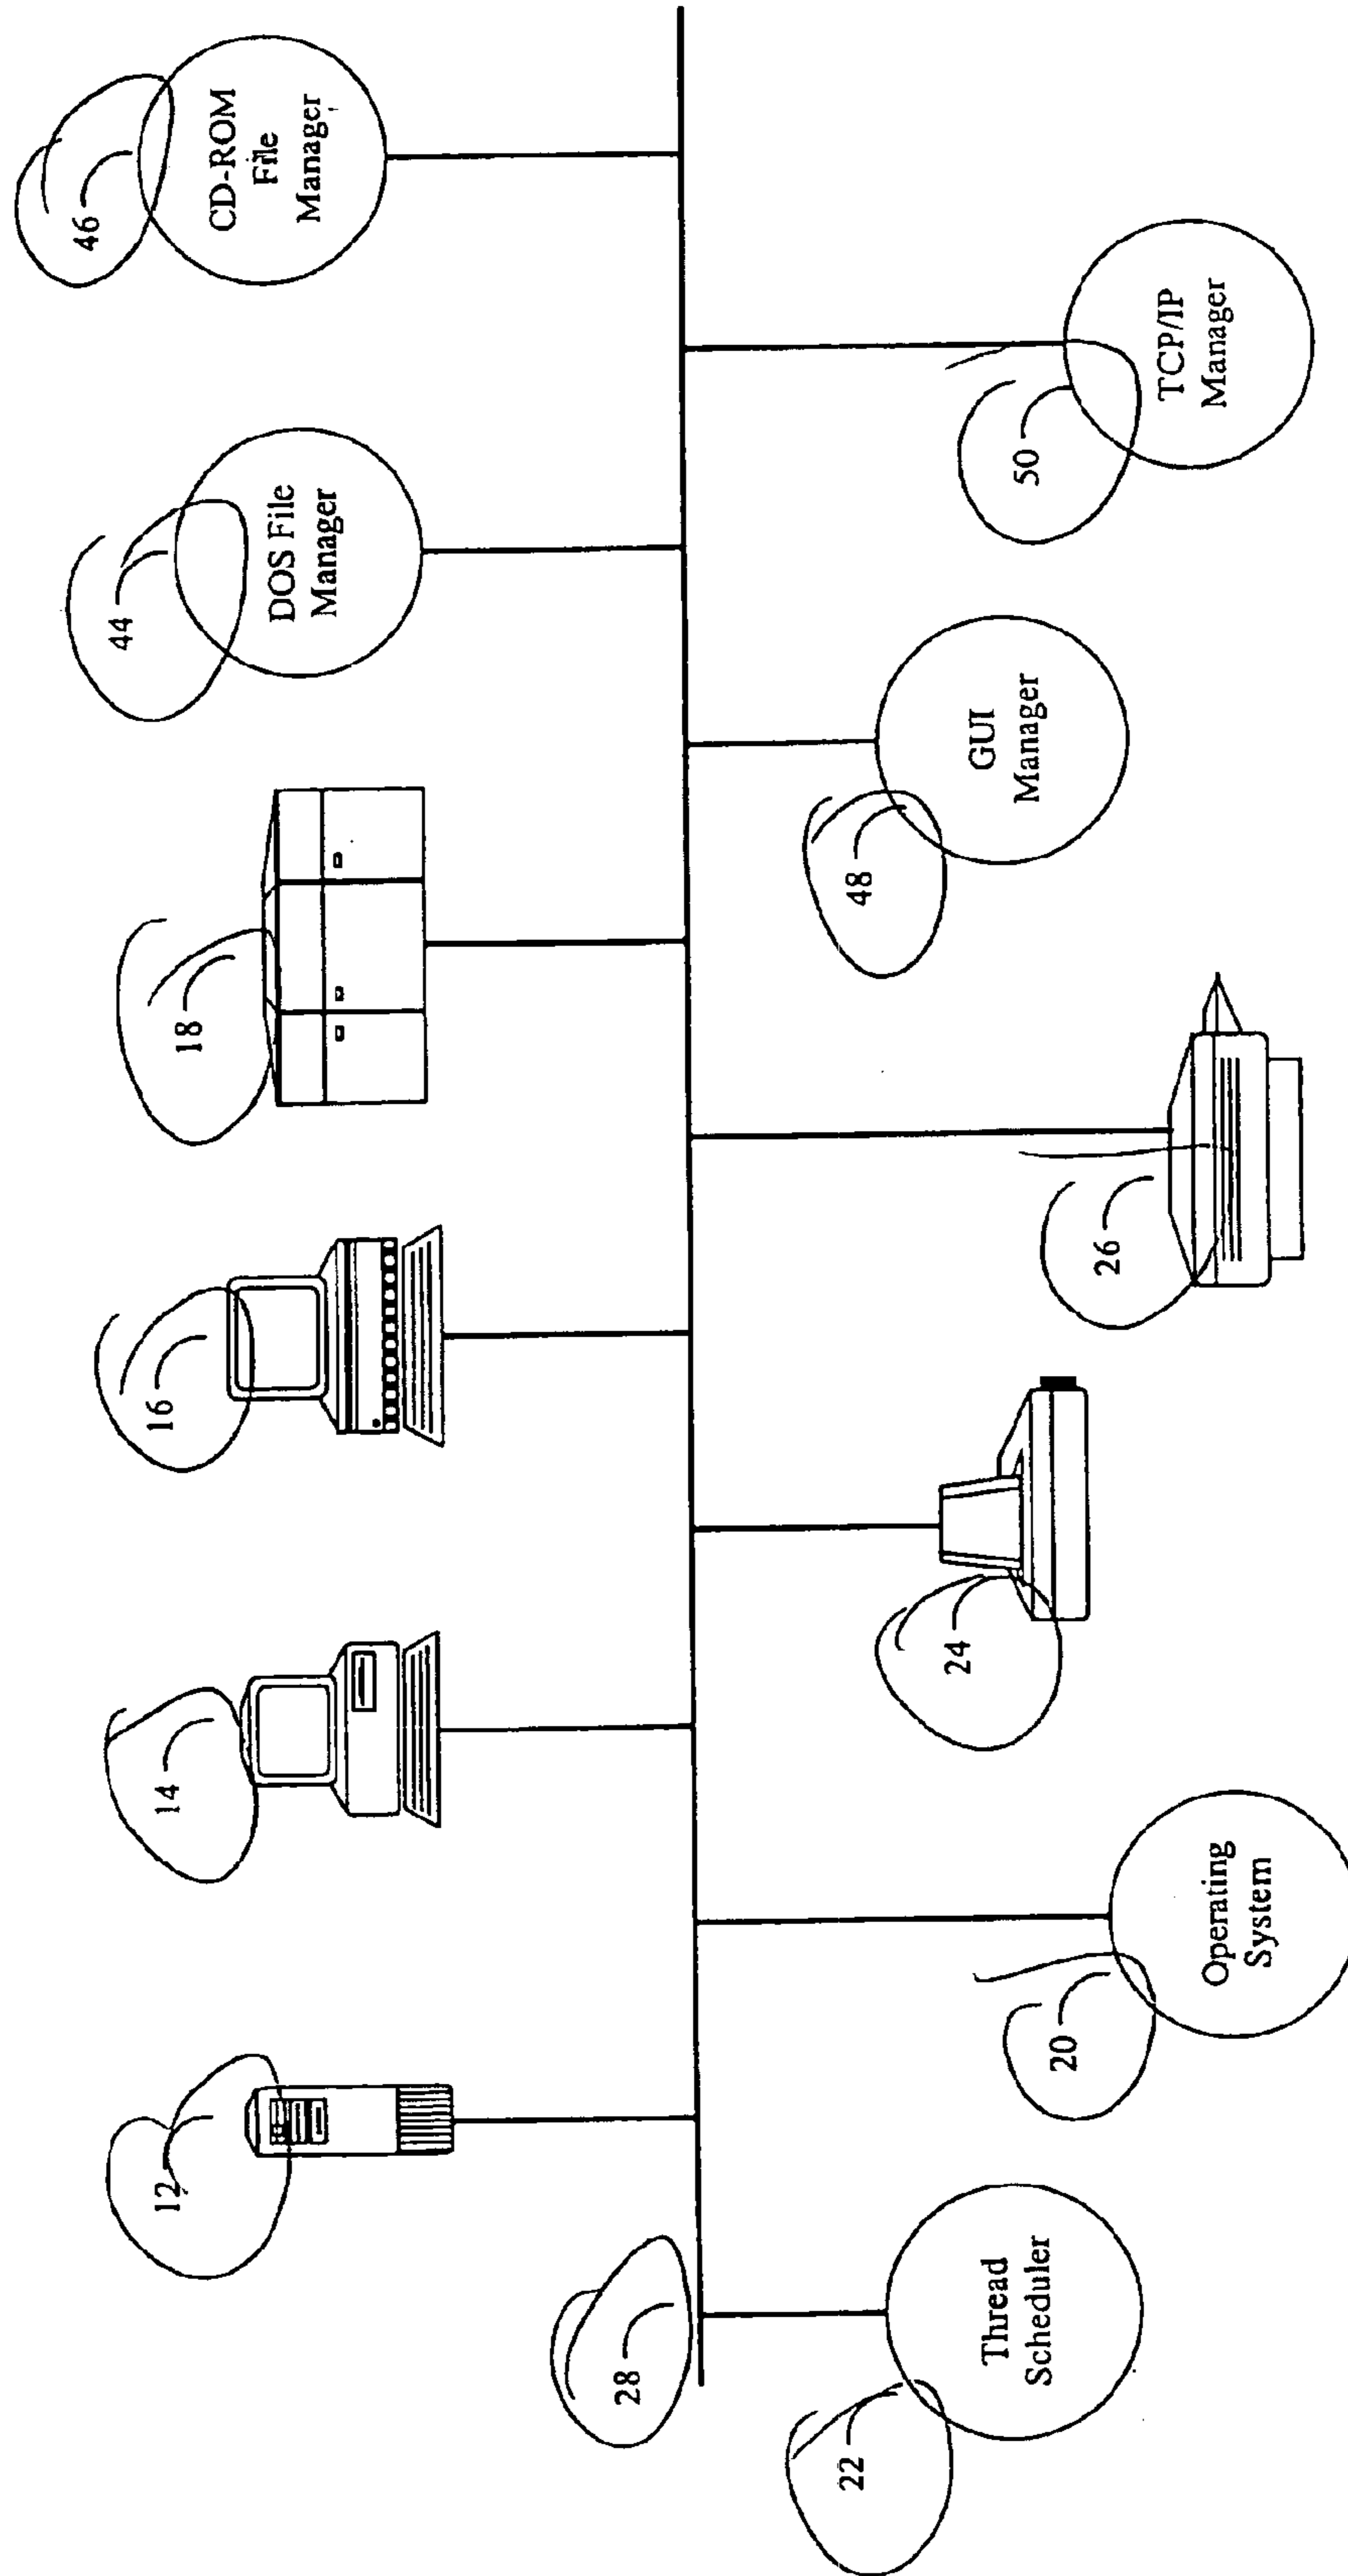 12
14
16
18
44
DOS File
Manager
46
CD-ROM
File
Manager
28
22
Thread
Scheduler
20
Operating
System
24
26
48
GUI
Manager
50
TCP/IP
Manager